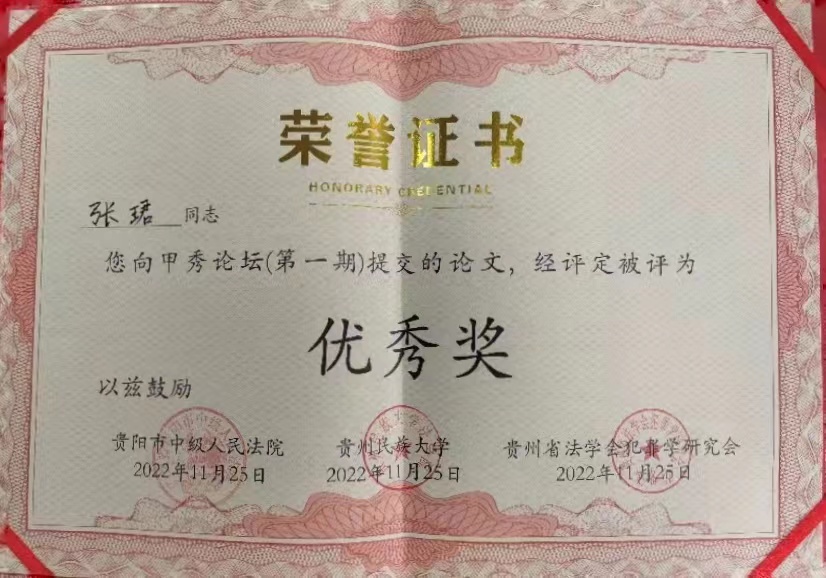 荣誉证书
HONORARY CREDENTIAL
张珺 同志
您向甲秀论坛(第一期)提交的论文，经评定被评为
优秀奖
以兹鼓励
贵阳市中级人民法院 贵州民族大学 贵州省法学会犯罪学研究会
2022年11月25日 2022年11月25日 2022年11月25日